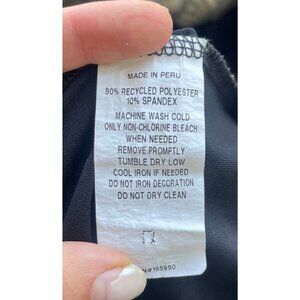 MADE IN PERU
90% RECYCLED POLYESTER
10% SPANDEX
MACHINE WASH COLD
ONLY NON-CHLORINE BLEACH
WHEN NEEDED
REMOVE PROMPTLY
TUMBLE DRY LOW
COOL IRON IF NEEDED
DO NOT IRON DECORATION
DO NOT DRY CLEAN
N#155950